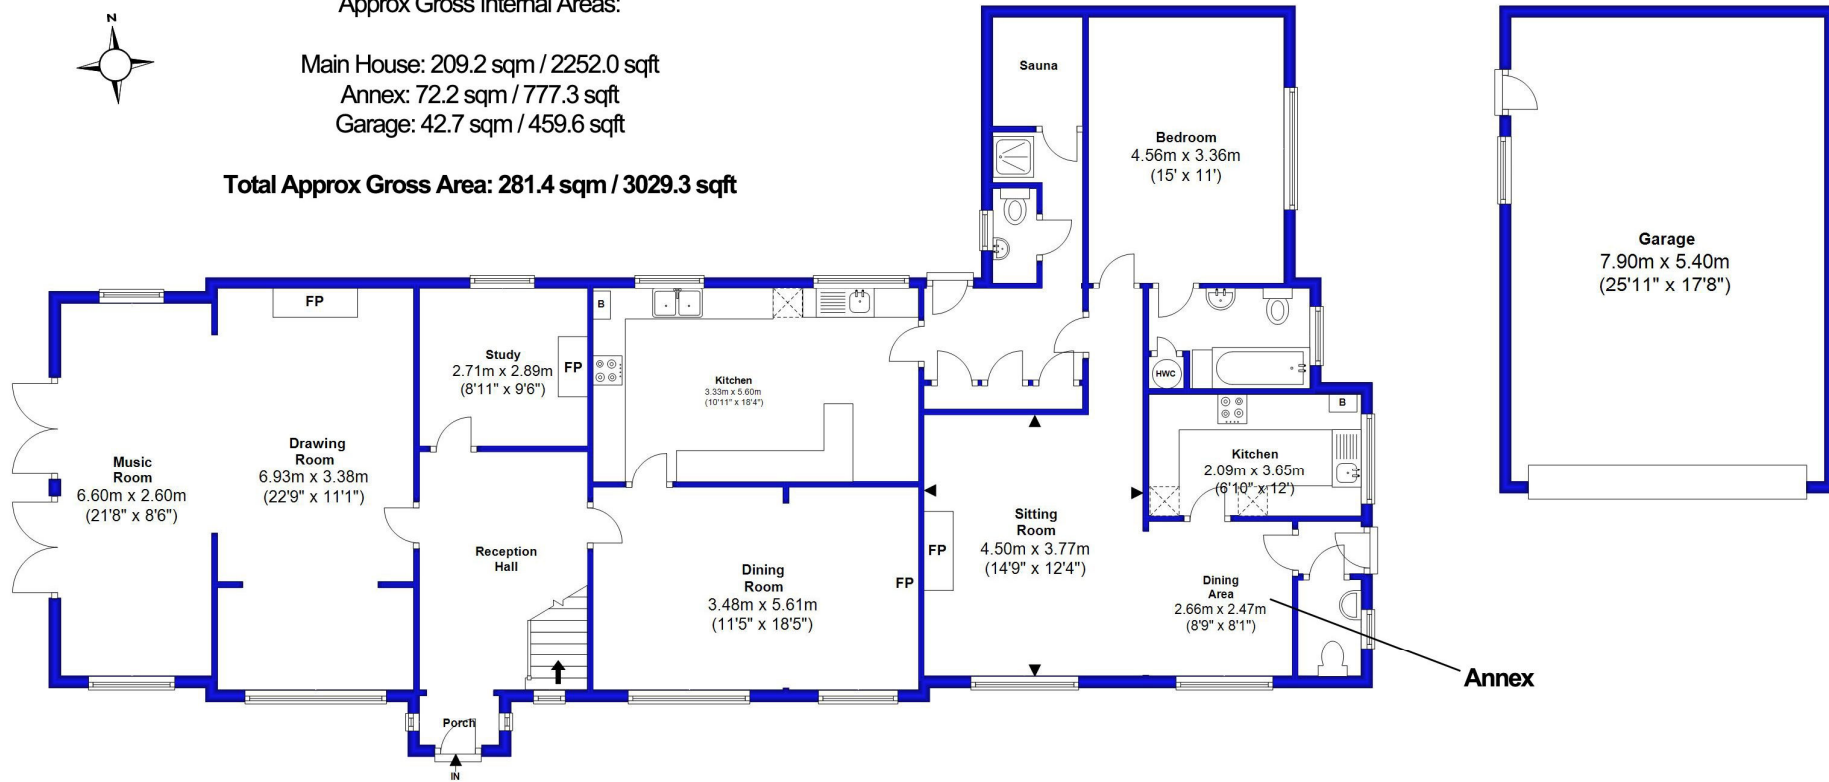 Approx Gross Internal Areas:
N
Main House: 209.2 sqm / 2252.0 sqft
Annex: 72.2 sqm / 777.3 sqft
Garage: 42.7 sqm / 459.6 sqft
Total Approx Gross Area: 281.4 sqm / 3029.3 sqft
Sauna
Bedroom
4.56m x 3.36m
(15' x 11')
Garage
7.90m x 5.40m
(25'11" x 17'8")
FP
B
Study
2.71m x 2.89m
(8'11" x 9'6")
FP
Kitchen
3.33m x 5.60m
(10'11" x 18'4")
HWC
B
Music
Room
6.60m x 2.60m
(21'8" x 8'6")
Drawing
Room
6.93m x 3.38m
(22'9" x 11'1")
Kitchen
2.09m x 3.65m
(6'10" x 12')
Reception
Hall
Dining
Room
3.48m x 5.61m
(11'5" x 18'5")
FP
FP
Sitting
Room
4.50m x 3.77m
(14'9" x 12'4")
Dining
Area
2.66m x 2.47m
(8'9" x 8'1")
Annex
Porch
IN